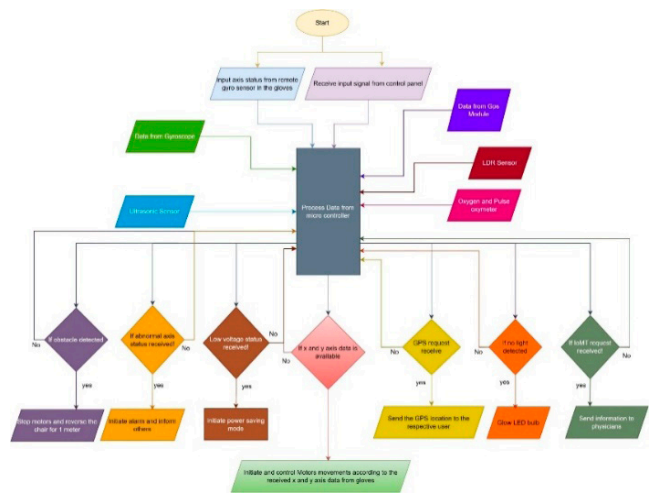 Start
Input axis status from remote
gyro sensor in the gloves
Receive input signal from control panel
Data from Gps
Module
Data from Gyroscope
LDR Sensor
Process Data from
micro controller
Ultrasonic Sensor
Oxygen and Pulse
oxymeter
If obstacle detected
If abnormal axis
status received!
Low voltage status
received!
If x and y axis data is
available
GPS request
receive
If no light
detected
If IoMT request
received!
No
No
No
No
No
No
No
yes
yes
yes
yes
yes
yes
Stop motors and reverse the
chair for 1 meter
Initiate alarm and inform
others
Initiate power saving
mode
Send the GPS location to the
respective user
Glow LED bulb
Send information to
physicians
Initiate and control Motors movements according to the
received x and y axis data from gloves